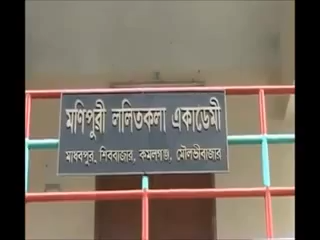 মণিপুরী ললিতকলা একাডেমী
মাধবপুর, শিববাজার, কমলগঞ্জ, মৌলভীবাজার